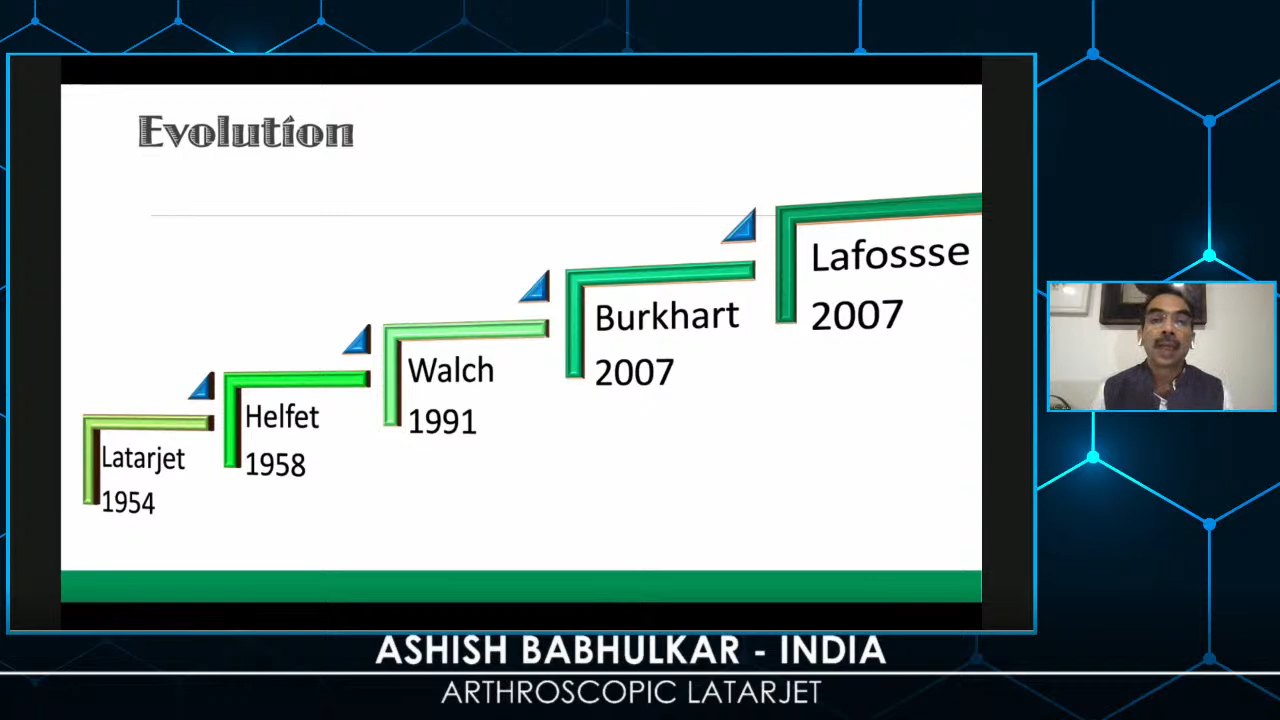 Evolution
Latarjet
1954
Helfet
1958
Walch
1991
Burkhart
2007
Lafossse
2007
ASHISH BABHULKAR - INDIA
ARTHROSCOPIC LATARJET